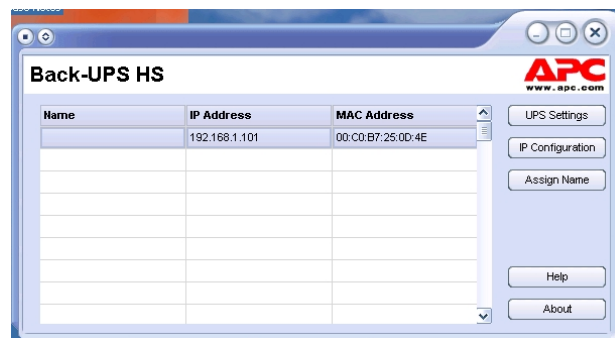 Back-UPS HS
APC
www.apc.com
Name IP Address MAC Address
192.168.1.101 00:C0:B7:25:0D:4E
UPS Settings
IP Configuration
Assign Name
Help
About